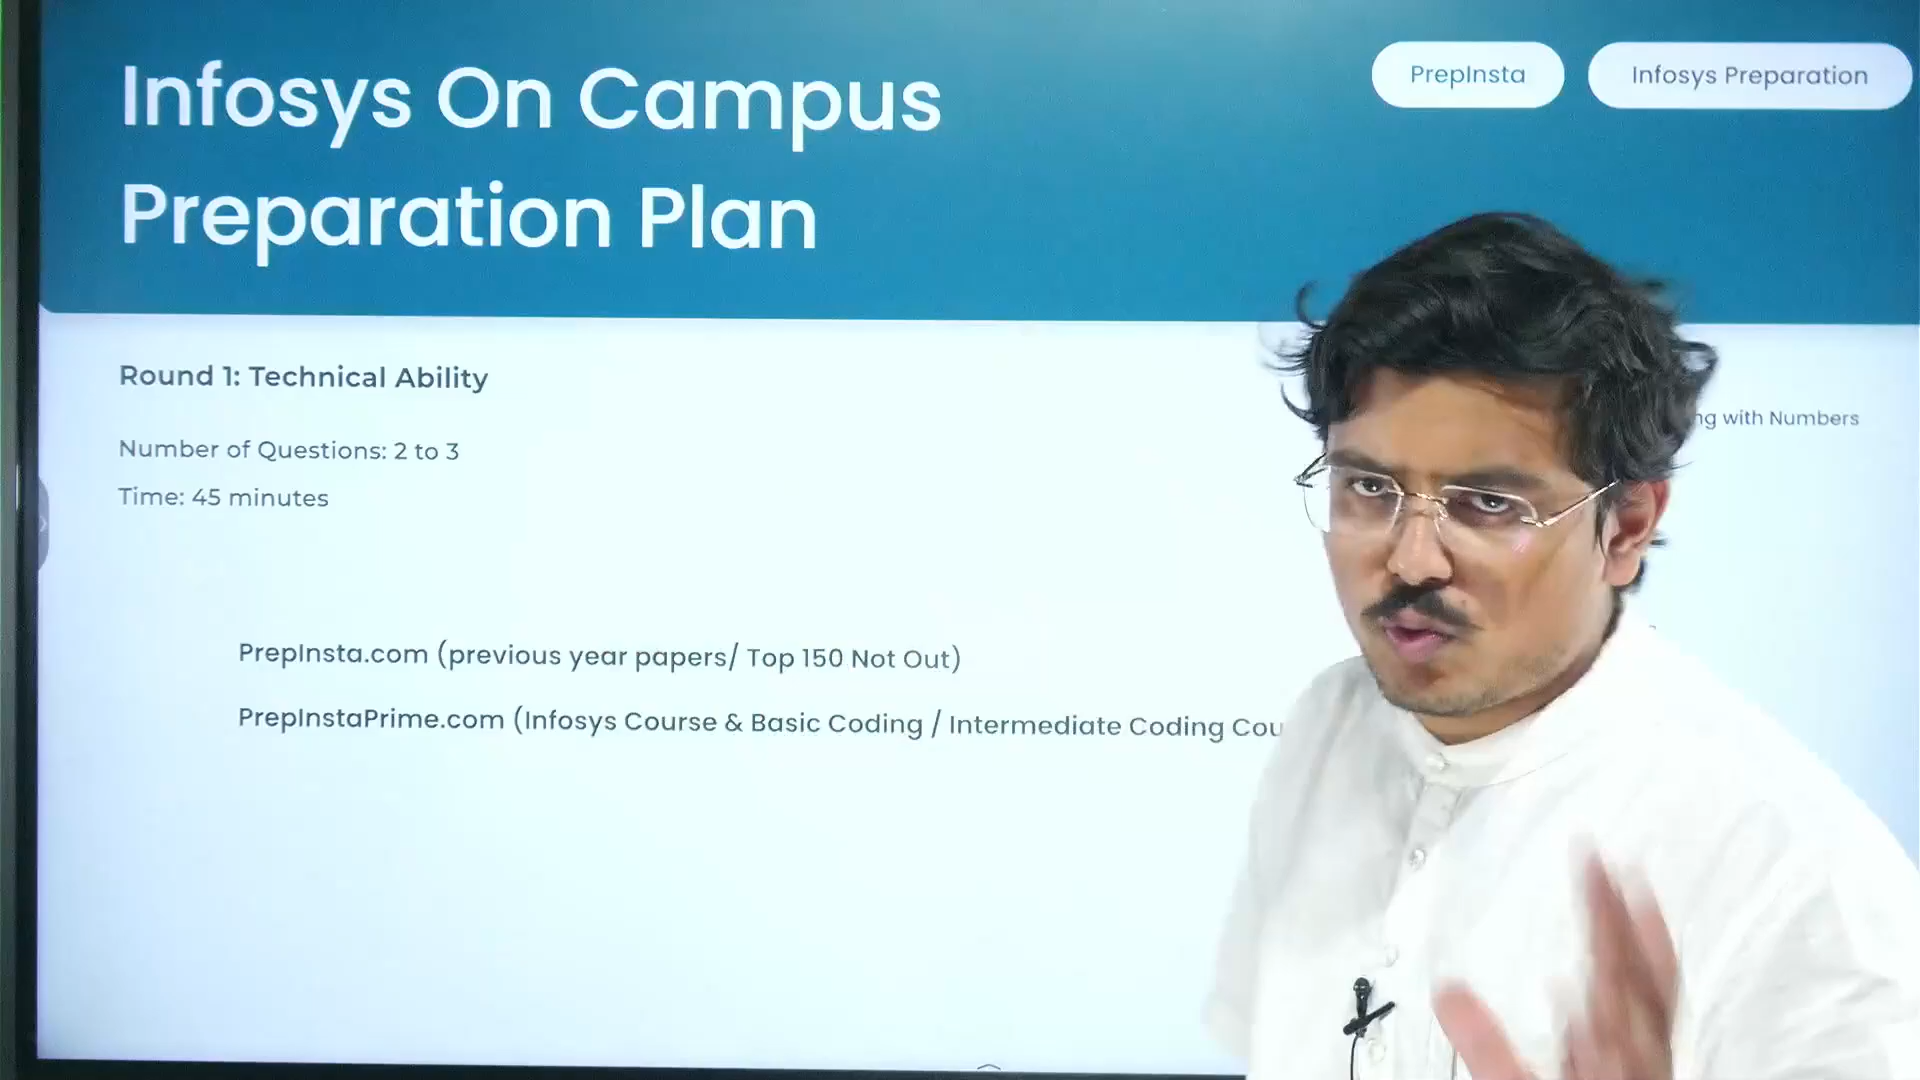 Infosys On Campus
Preparation Plan
PrepInsta
Infosys Preparation
Round 1: Technical Ability
with Numbers
Number of Questions: 2 to 3
Time: 45 minutes
PrepInsta.com (previous year papers/ Top 150 Not Out)
PrepInstaPrime.com (Infosys Course & Basic Coding / Intermediate Coding